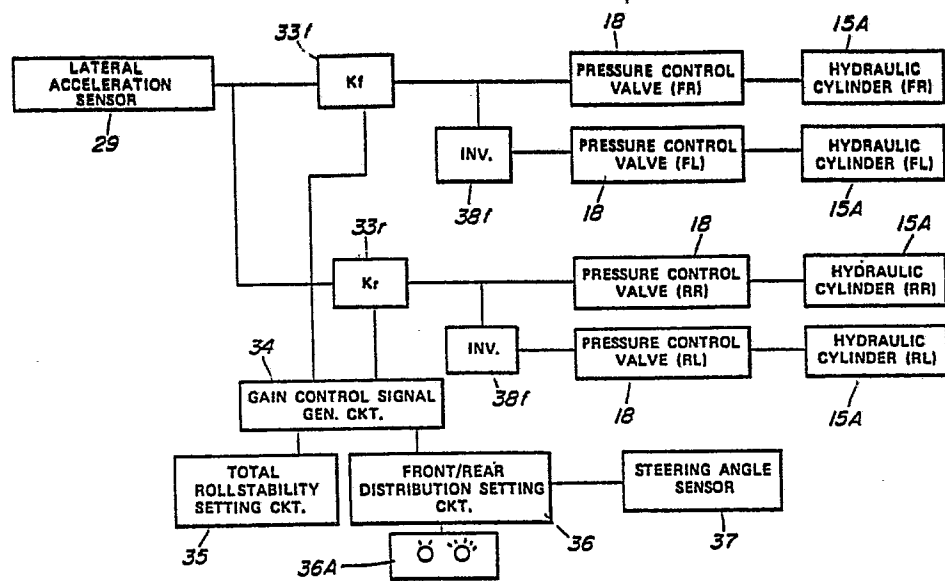 33f
18
15A
LATERAL
ACCELERATION
SENSOR
Kf
PRESSURE CONTROL
VALVE (FR)
HYDRAULIC
CYLINDER (FR)
29
INV.
PRESSURE CONTROL
VALVE (FL)
HYDRAULIC
CYLINDER (FL)
38f
18
15A
33r
18
15A
Kr
PRESSURE CONTROL
VALVE (RR)
HYDRAULIC
CYLINDER (RR)
34
INV.
PRESSURE CONTROL
VALVE (RL)
HYDRAULIC
CYLINDER (RL)
38f
18
15A
GAIN CONTROL SIGNAL
GEN. CKT.
TOTAL
ROLLSTABILITY
SETTING CKT.
FRONT/REAR
DISTRIBUTION SETTING
CKT.
STEERING ANGLE
SENSOR
35
36
37
36A